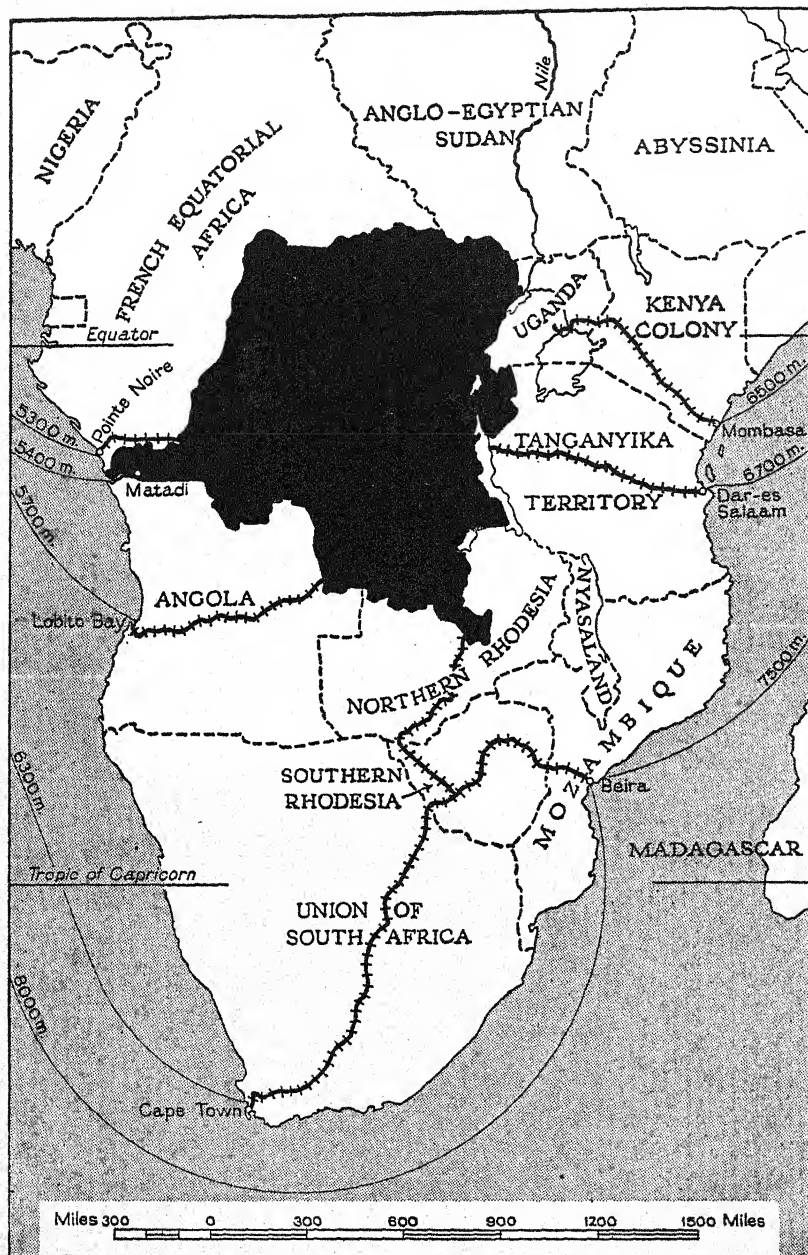 Nile
ANGLO-EGYPTIAN
SUDAN
ABYSSINIA
NIGERIA
FRENCH EQUATORIAL
AFRICA
UGANDA
KENYA
COLONY
Equator
Pointe Noire
5300 m.
5400 m.
5700 m.
Matadi
6500 m.
Mombasa
6700 m.
Dar-es
Salaam
TANGANYIKA
TERRITORY
ANGOLA
Lobito Bay
NORTHERN RHODESIA
NYASALAND
MOZAMBIQUE
7300 m.
SOUTHERN
RHODESIA
Beira
MADAGASCAR
6300 m.
Tropic of Capricorn
UNION OF
SOUTH AFRICA
8000 m.
Cape Town
Miles 300 0 300 600 900 1200 1500 Miles